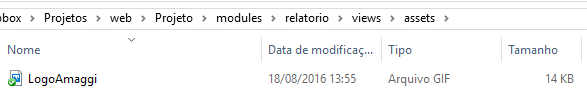 box › Projetos › web › Projeto › modules › relatorio › views › assets ›
Nome Data de modificaç... Tipo Tamanho
LogoAmaggi 18/08/2016 13:55 Arquivo GIF 14 KB